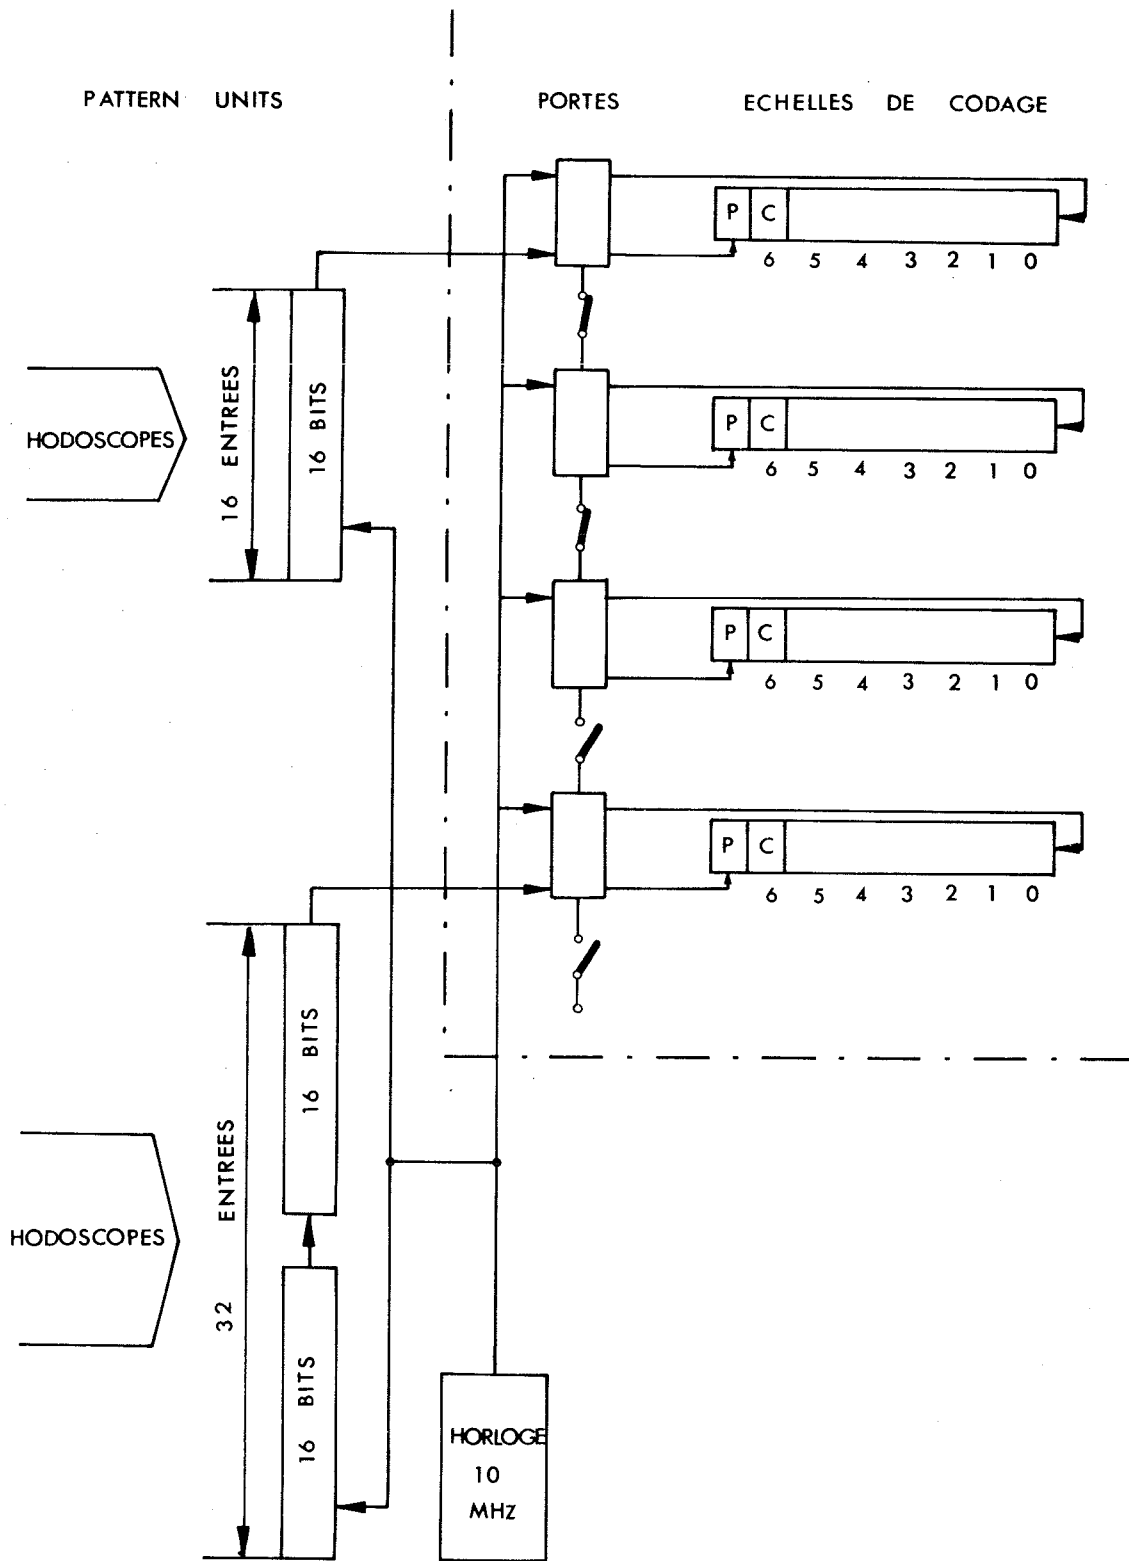 PATTERN UNITS
PORTES
ECHELLES DE CODAGE
P C
6 5 4 3 2 1 0
HODOSCOPES
16 ENTREES
16 BITS
P C
6 5 4 3 2 1 0
P C
6 5 4 3 2 1 0
P C
6 5 4 3 2 1 0
HODOSCOPES
32 ENTREES
16 BITS
16 BITS
HORLOGE
10
MHZ